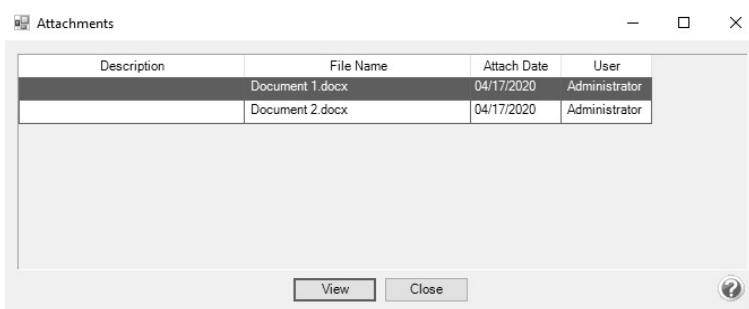 Attachments
Description File Name Attach Date User
Document 1.docx 04/17/2020 Administrator
Document 2.docx 04/17/2020 Administrator
View Close ?